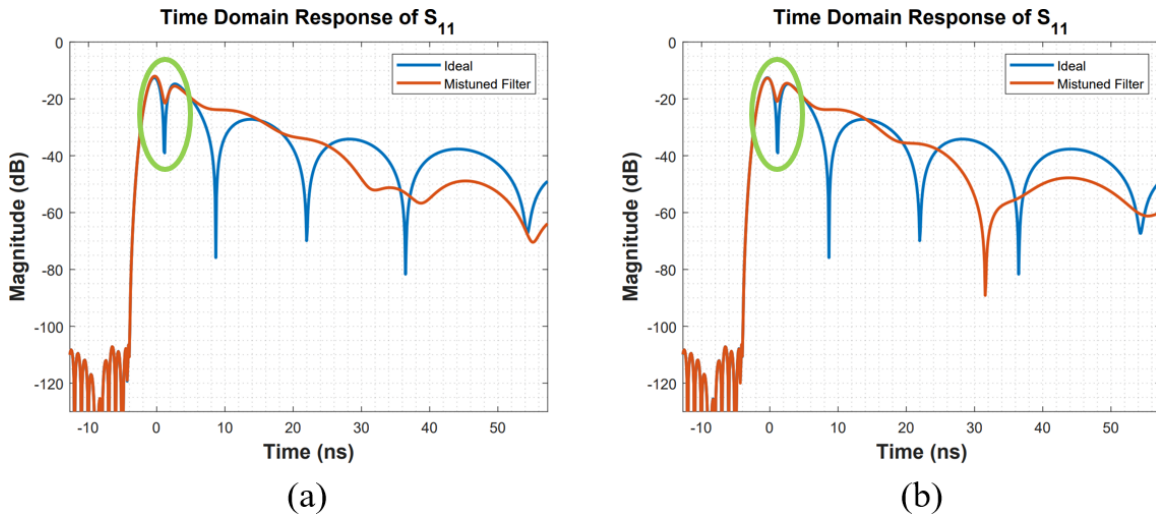 Time Domain Response of S11
0
-20
-40
-60
-80
-100
-120
Magnitude (dB)
-10 0 10 20 30 40 50
Time (ns)
Ideal
Mistuned Filter
(a)
Time Domain Response of S11
0
-20
-40
-60
-80
-100
-120
Magnitude (dB)
-10 0 10 20 30 40 50
Time (ns)
Ideal
Mistuned Filter
(b)